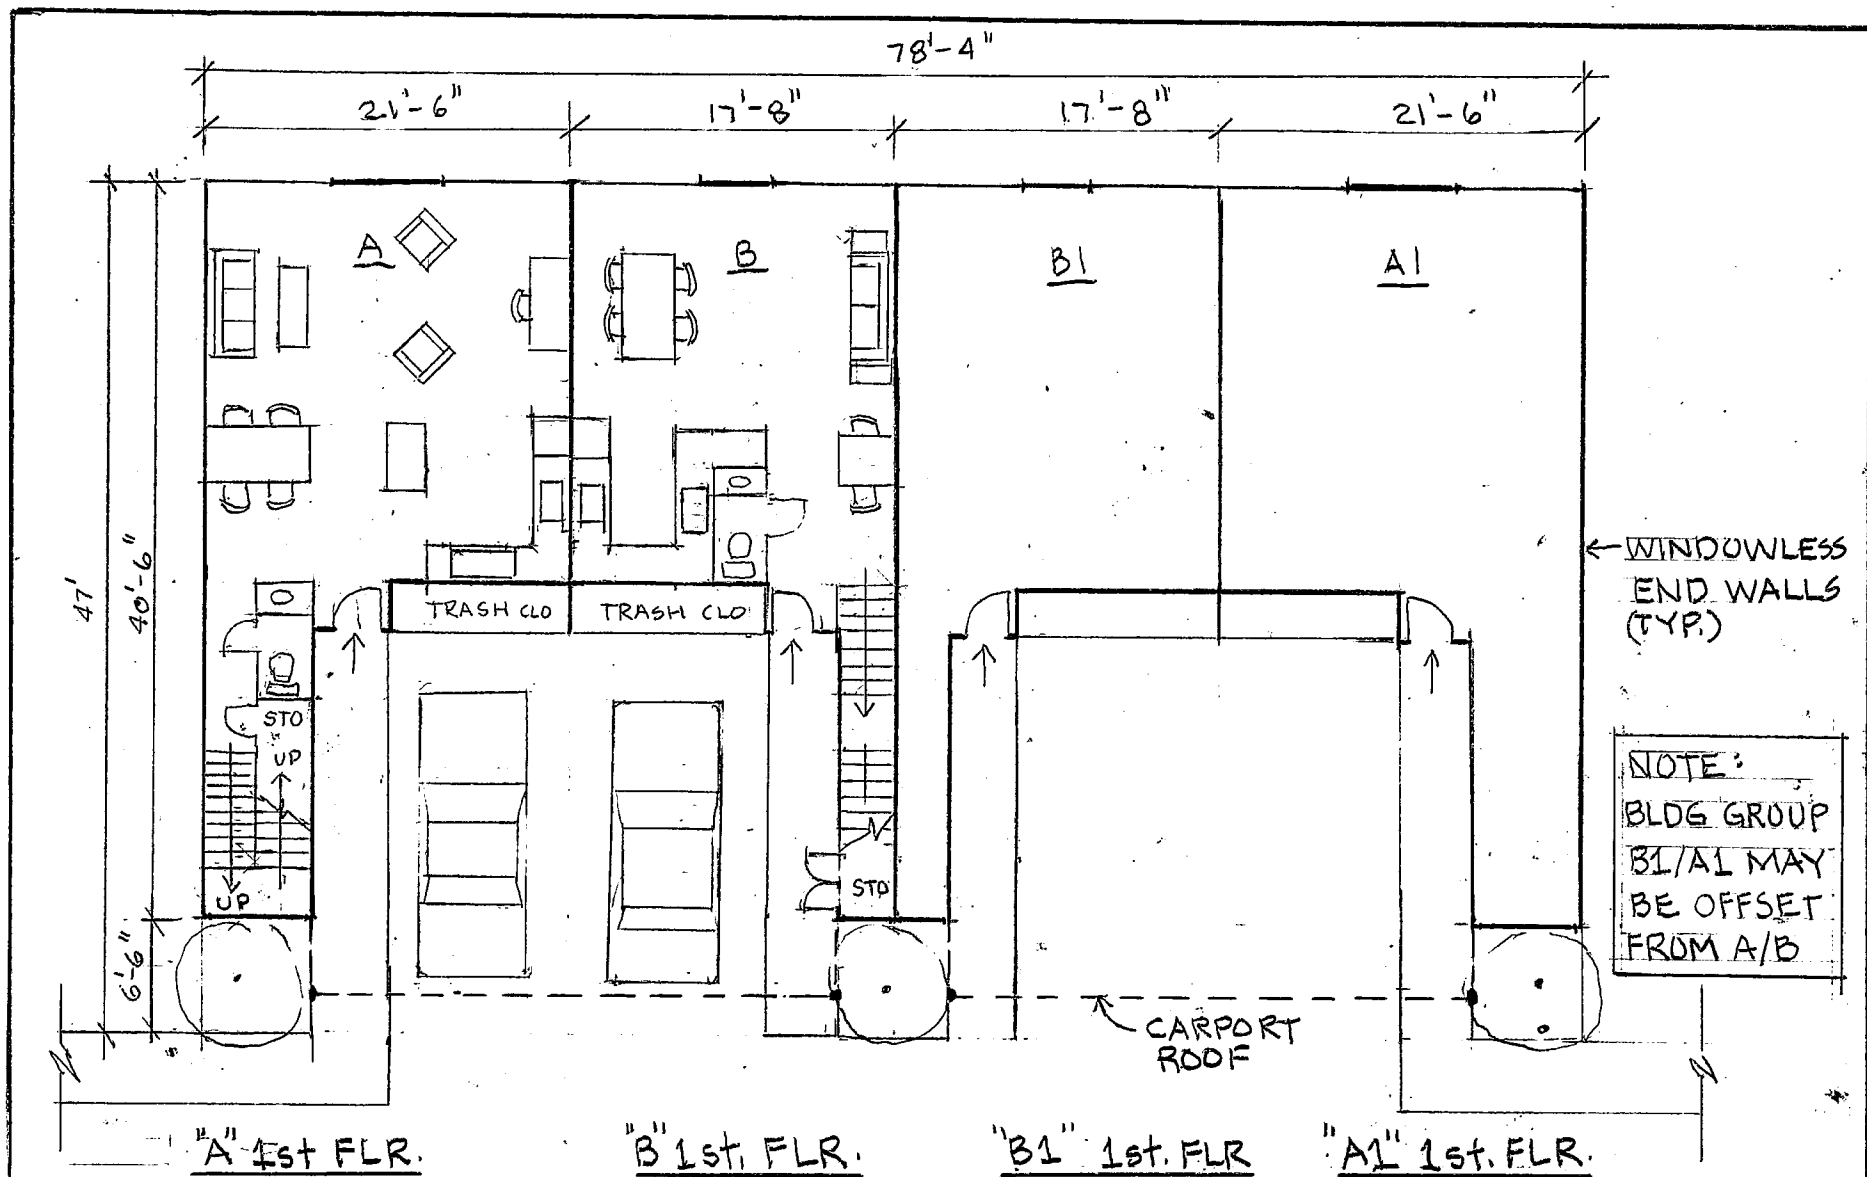 78'-4"
21'-6"
17'-8"
17'-8"
21'-6"
A
B
B1
A1
47'
40'-6"
6'-6"
WINDOWLESS
END WALLS
(TYP.)
TRASH CLO
TRASH CLO
STO
UP
UP
STO
NOTE:
BLDG GROUP
B1/A1 MAY
BE OFFSET
FROM A/B
CARPORT
ROOF
"A" 1st FLR.
"B" 1st. FLR.
"B1" 1st. FLR
"A1" 1st. FLR.